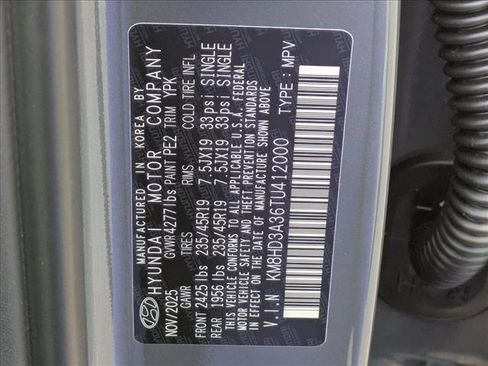 MANUFACTURED IN KOREA BY
HYUNDAI MOTOR COMPANY
NOV/2025 GVWR 4277 lbs PAINT PE2 TRIM YPK
GAWR TIRES RIMS COLD TIRE INFL
FRONT 2425 lbs 235/45R19 7.5JX19 33 psi SINGLE
REAR 1956 lbs 235/45R19 7.5JX19 33 psi SINGLE
THIS VEHICLE CONFORMS TO ALL APPLICABLE U.S.A. FEDERAL
MOTOR VEHICLE SAFETY AND THEFT PREVENTION STANDARDS
IN EFFECT ON THE DATE OF MANUFACTURE SHOWN ABOVE
V.I.N KM8HD3A36TU412000 TYPE : MPV